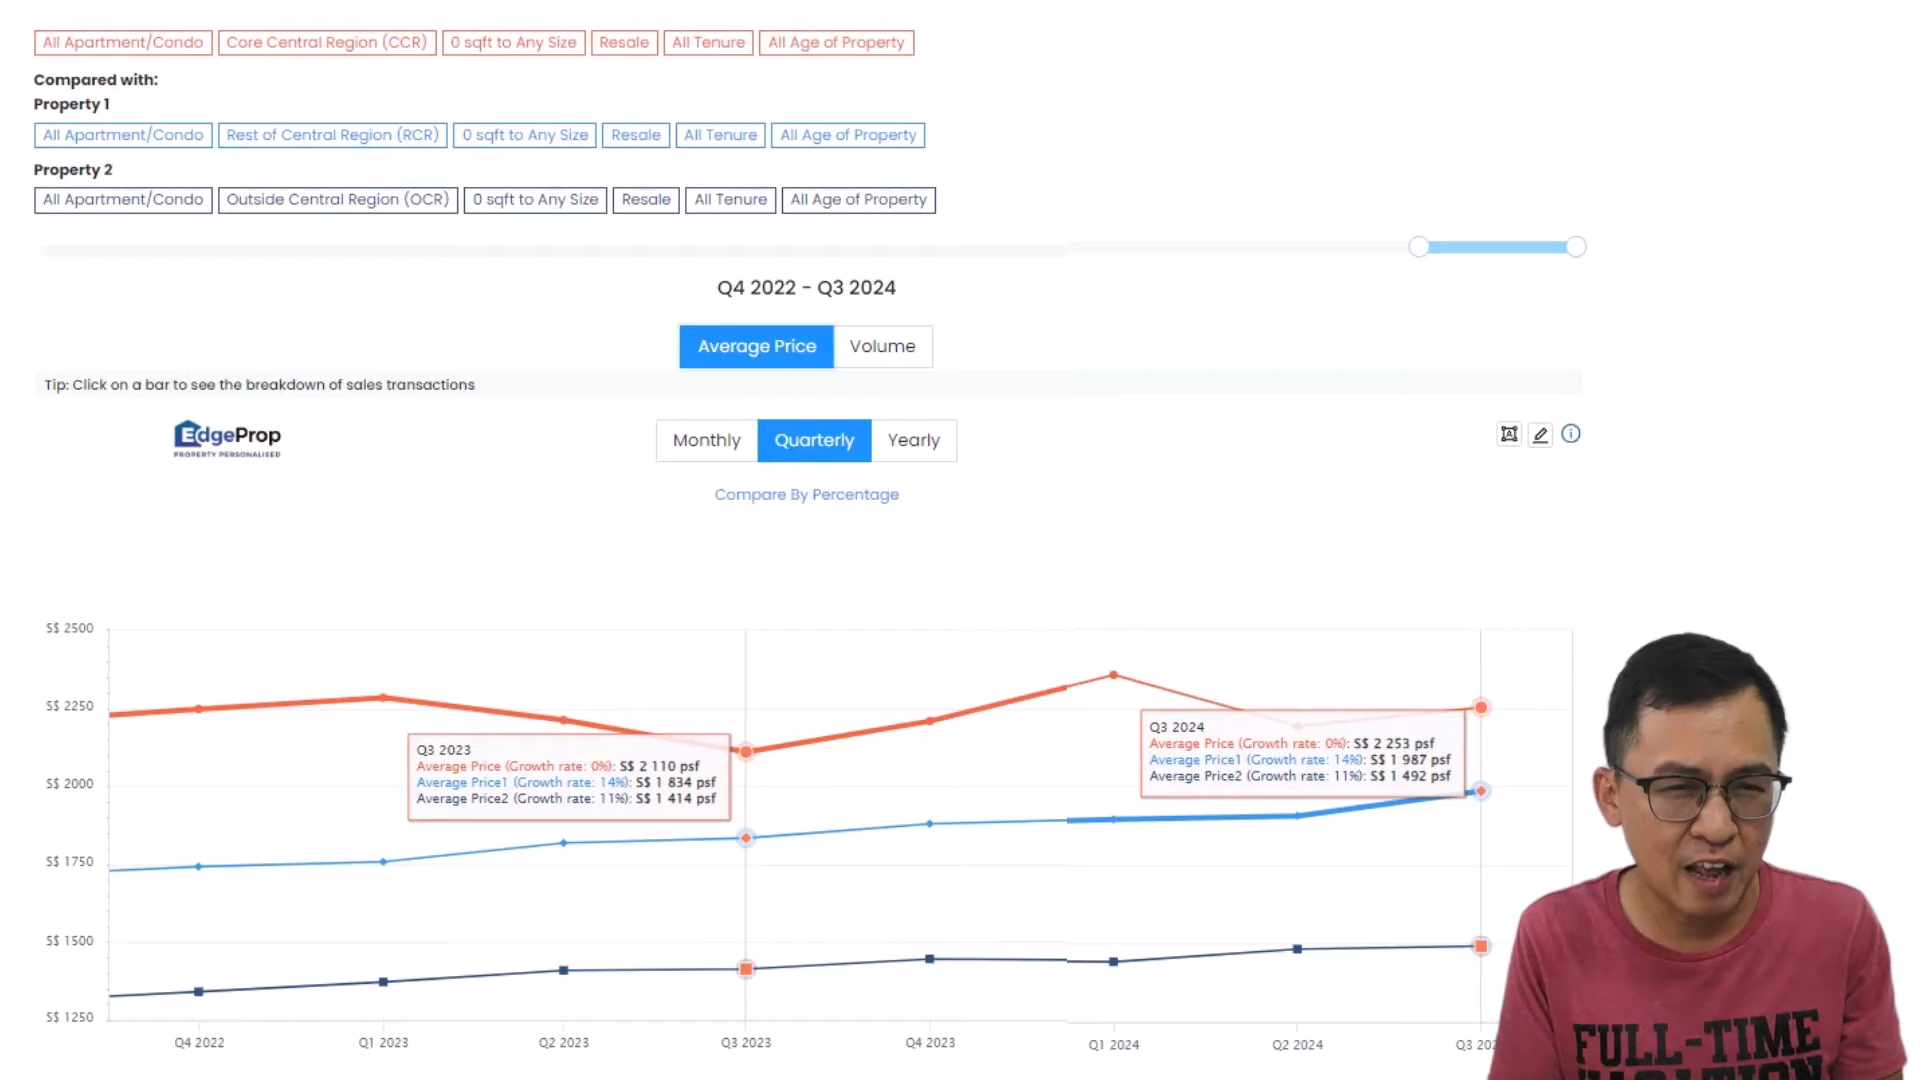 All Apartment/Condo Core Central Region (CCR) 0 sqft to Any Size Resale All Tenure All Age of Property
Compared with:
Property 1
All Apartment/Condo Rest of Central Region (RCR) 0 sqft to Any Size Resale All Tenure All Age of Property
Property 2
All Apartment/Condo Outside Central Region (OCR) 0 sqft to Any Size Resale All Tenure All Age of Property
Q4 2022 - Q3 2024
Average Price Volume
Tip: Click on a bar to see the breakdown of sales transactions
EdgeProp
PROPERTY PERSONALISED
Monthly Quarterly Yearly
Compare By Percentage
S$ 2500
S$ 2250
S$ 2000
S$ 1750
S$ 1500
S$ 1250
Q3 2023
Average Price (Growth rate: 0%): S$ 2 110 psf
Average Price1 (Growth rate: 14%): S$ 1 834 psf
Average Price2 (Growth rate: 11%): S$ 1 414 psf
Q3 2024
Average Price (Growth rate: 0%): S$ 2 253 psf
Average Price1 (Growth rate: 14%): S$ 1 987 psf
Average Price2 (Growth rate: 11%): S$ 1 492 psf
Q4 2022 Q1 2023 Q2 2023 Q3 2023 Q4 2023 Q1 2024 Q2 2024 Q3 202
FULL-TIME